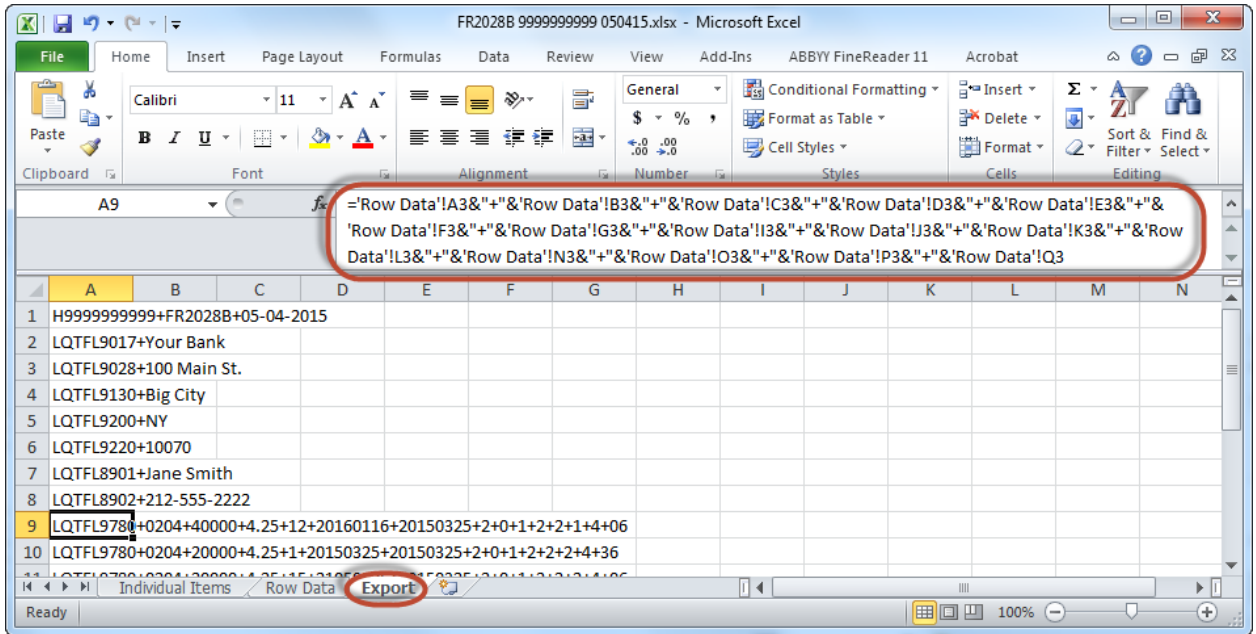 FR2028B 9999999999 050415.xlsx - Microsoft Excel
File Home Insert Page Layout Formulas Data Review View Add-Ins ABBYY FineReader 11 Acrobat
Paste
Clipboard
Calibri 11 A A
B I U A
Font
Alignment
General
$ % ,
.0 .00 .00 .0
Number
Conditional Formatting
Format as Table
Cell Styles
Styles
Insert
Delete
Format
Cells
Σ
Sort & Filter
Find & Select
Editing
A9 fx
='Row Data'!A3&"+"&'Row Data'!B3&"+"&'Row Data'!C3&"+"&'Row Data'!D3&"+"&'Row Data'!E3&"+"&
'Row Data'!F3&"+"&'Row Data'!G3&"+"&'Row Data'!I3&"+"&'Row Data'!J3&"+"&'Row Data'!K3&"+"&'Row
Data'!L3&"+"&'Row Data'!N3&"+"&'Row Data'!O3&"+"&'Row Data'!P3&"+"&'Row Data'!Q3
A B C D E F G H I J K L M N
1 H9999999999+FR2028B+05-04-2015
2 LQTFL9017+Your Bank
3 LQTFL9028+100 Main St.
4 LQTFL9130+Big City
5 LQTFL9200+NY
6 LQTFL9220+10070
7 LQTFL8901+Jane Smith
8 LQTFL8902+212-555-2222
9 LQTFL9780+0204+40000+4.25+12+20160116+20150325+2+0+1+2+2+1+4+06
10 LQTFL9780+0204+20000+4.25+1+20150325+20150325+2+0+1+2+2+2+4+36
Individual Items Row Data Export
Ready 100%